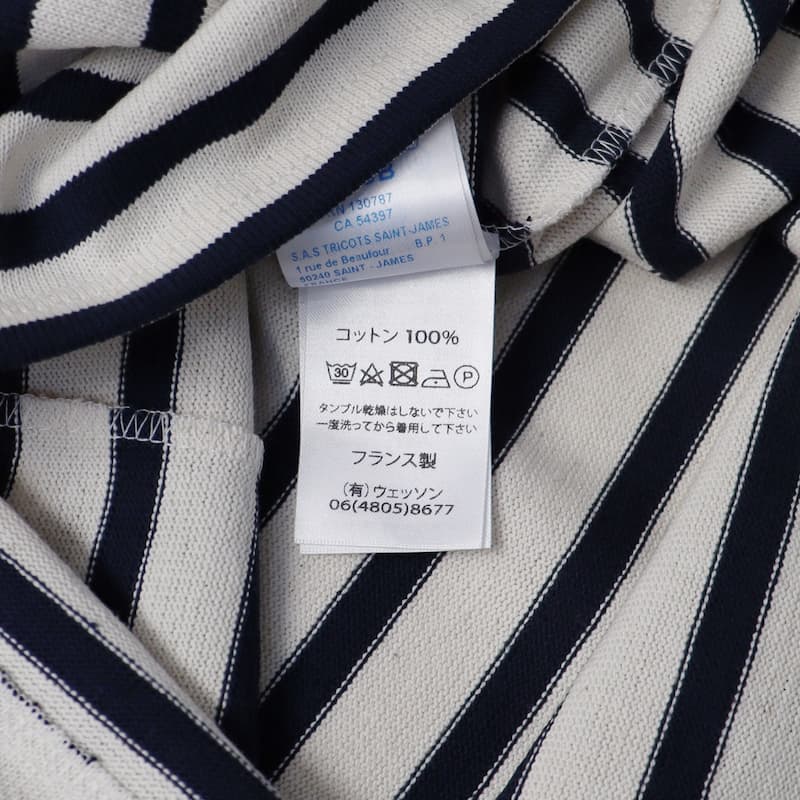 130787
CA 54397
S.A.S TRICOTS SAINT-JAMES
1 rue de Beaufour B.P. 1
50240 SAINT - JAMES
FRANCE
コットン 100%
30 P
タンブル乾燥はしないで下さい
一度洗ってから着用して下さい
フランス製
(有)ウェッソン
06(4805)8677